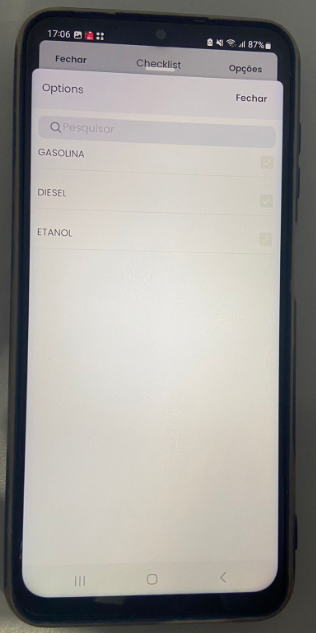 17:06 87%
Fechar Checklist Opções
Options
Fechar
Pesquisar
GASOLINA
DIESEL
ETANOL